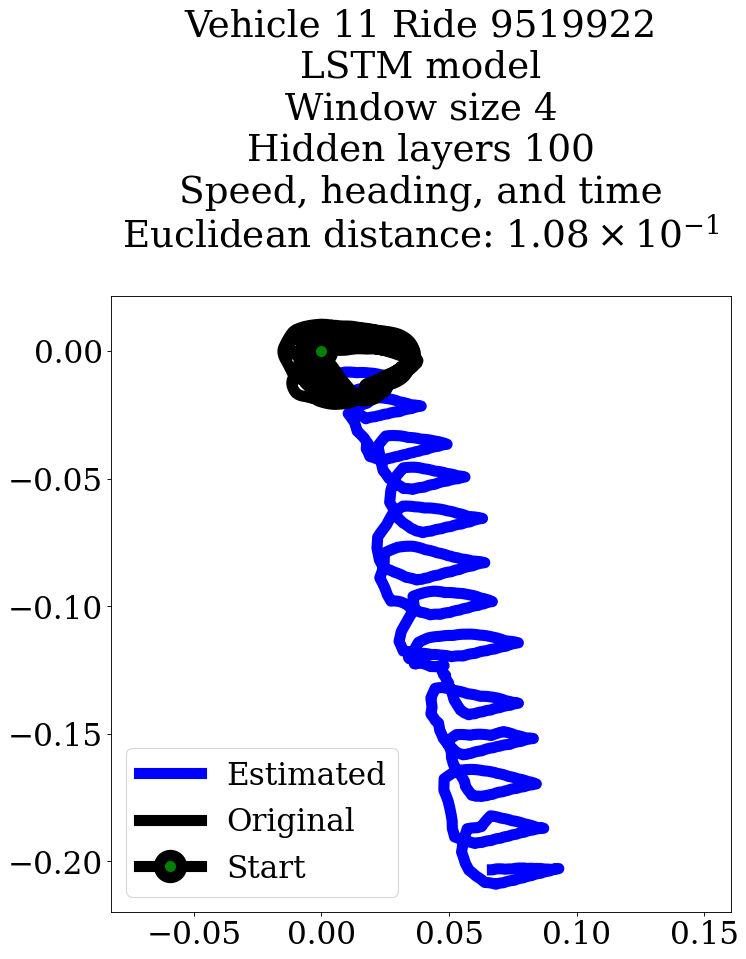 Vehicle 11 Ride 9519922
LSTM model
Window size 4
Hidden layers 100
Speed, heading, and time
Euclidean distance: 1.08 × 10⁻¹
0.00
−0.05
−0.10
−0.15
−0.20
Estimated
Original
Start
−0.05 0.00 0.05 0.10 0.15